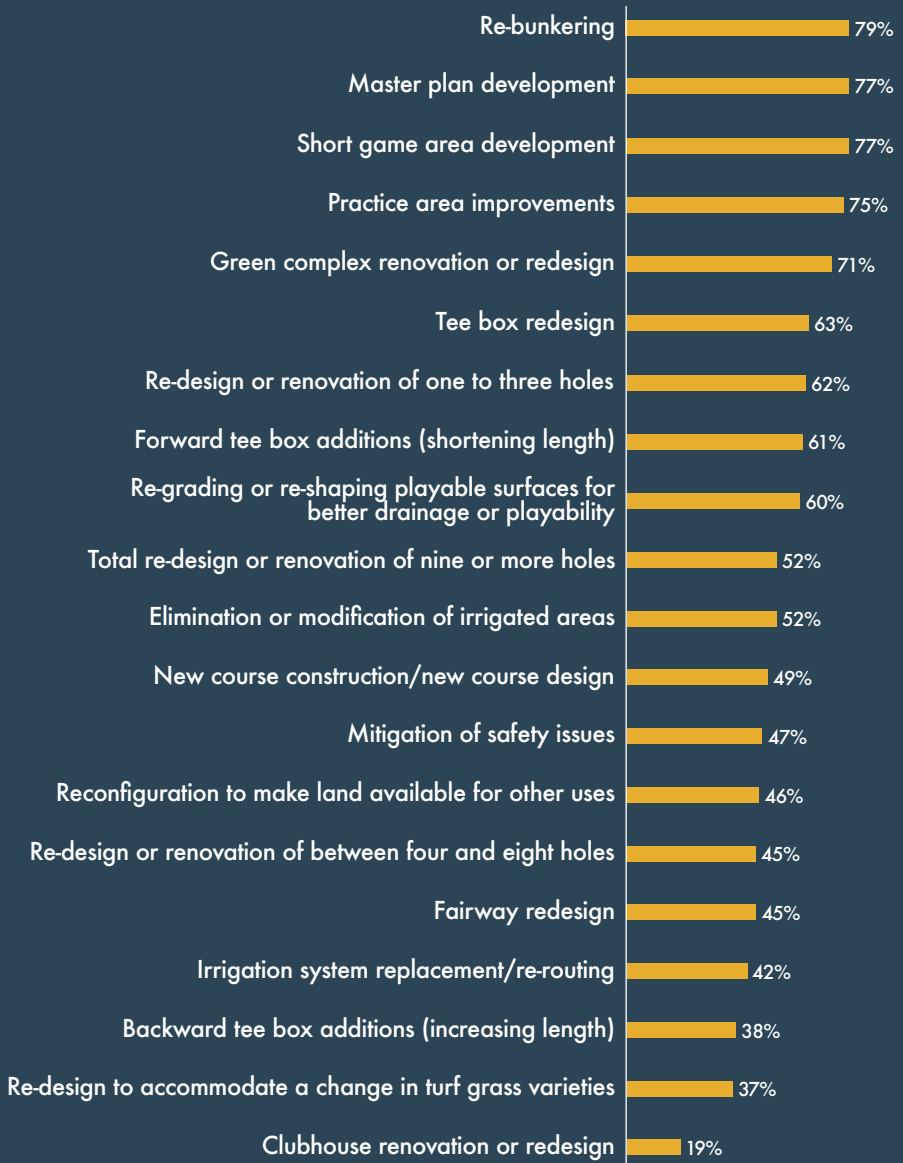 Re-bunkering 79%
Master plan development 77%
Short game area development 77%
Practice area improvements 75%
Green complex renovation or redesign 71%
Tee box redesign 63%
Re-design or renovation of one to three holes 62%
Forward tee box additions (shortening length) 61%
Re-grading or re-shaping playable surfaces for
better drainage or playability 60%
Total re-design or renovation of nine or more holes 52%
Elimination or modification of irrigated areas 52%
New course construction/new course design 49%
Mitigation of safety issues 47%
Reconfiguration to make land available for other uses 46%
Re-design or renovation of between four and eight holes 45%
Fairway redesign 45%
Irrigation system replacement/re-routing 42%
Backward tee box additions (increasing length) 38%
Re-design to accommodate a change in turf grass varieties 37%
Clubhouse renovation or redesign 19%